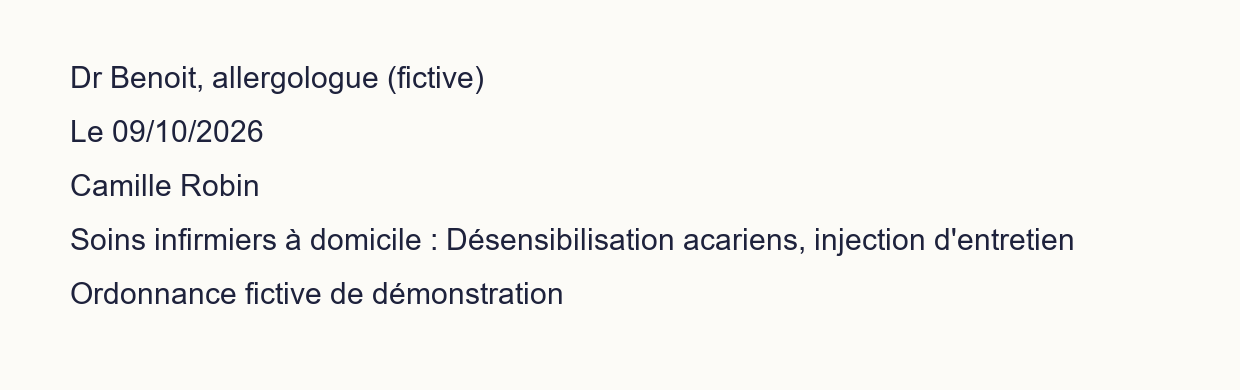 Dr Benoit, allergologue (fictive)
Le 09/10/2026
Camille Robin
Soins infirmiers à domicile : Désensibilisation acariens, injection d'entretien
Ordonnance fictive de démonstration